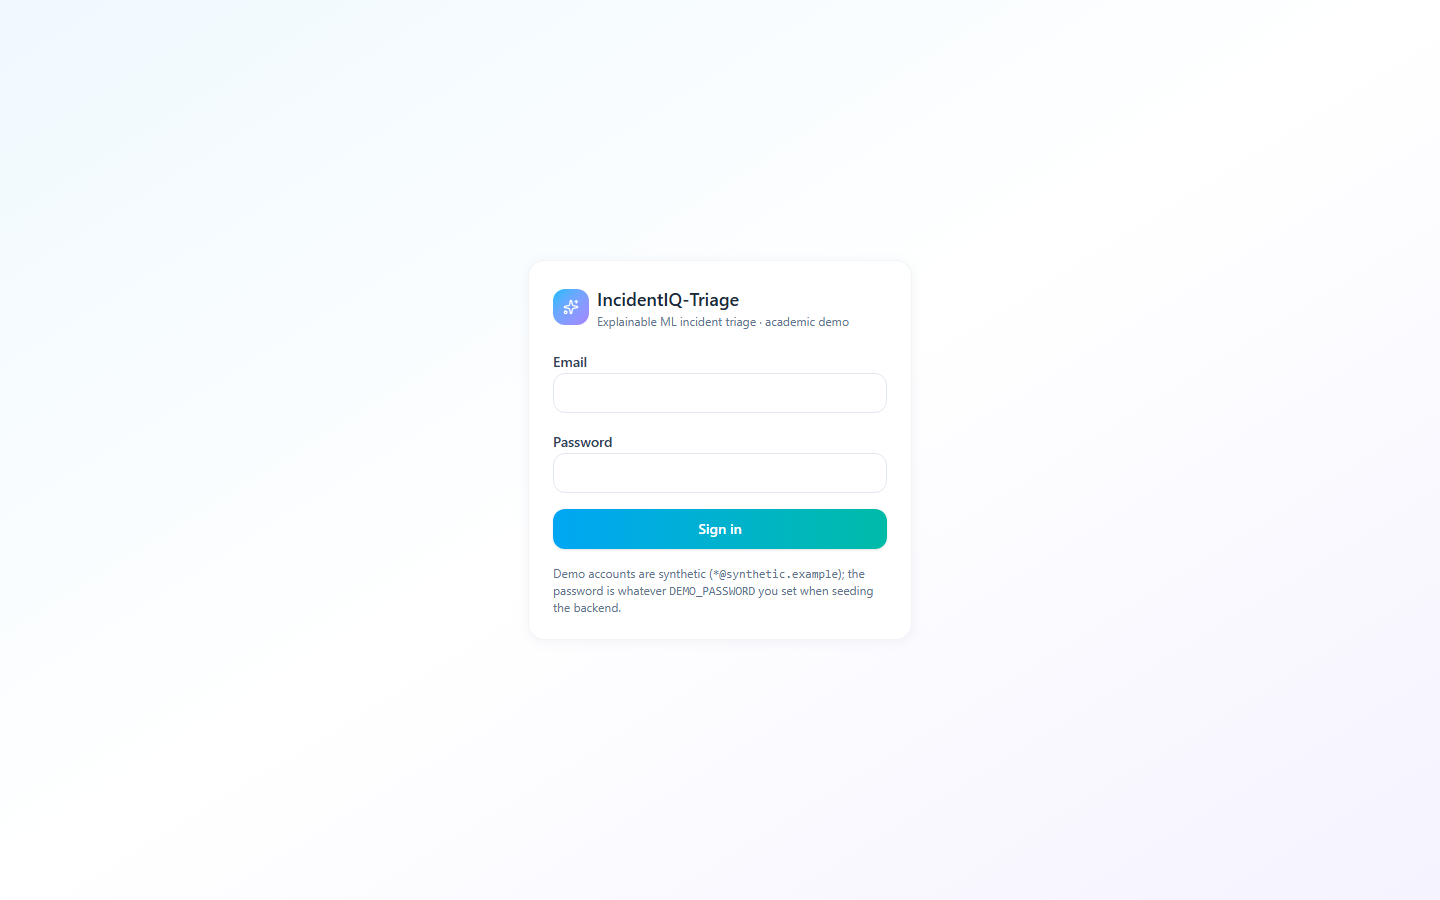 IncidentIQ-Triage
Explainable ML incident triage · academic demo
Email
Password
Sign in
Demo accounts are synthetic (*@synthetic.example); the
password is whatever DEMO_PASSWORD you set when seeding
the backend.